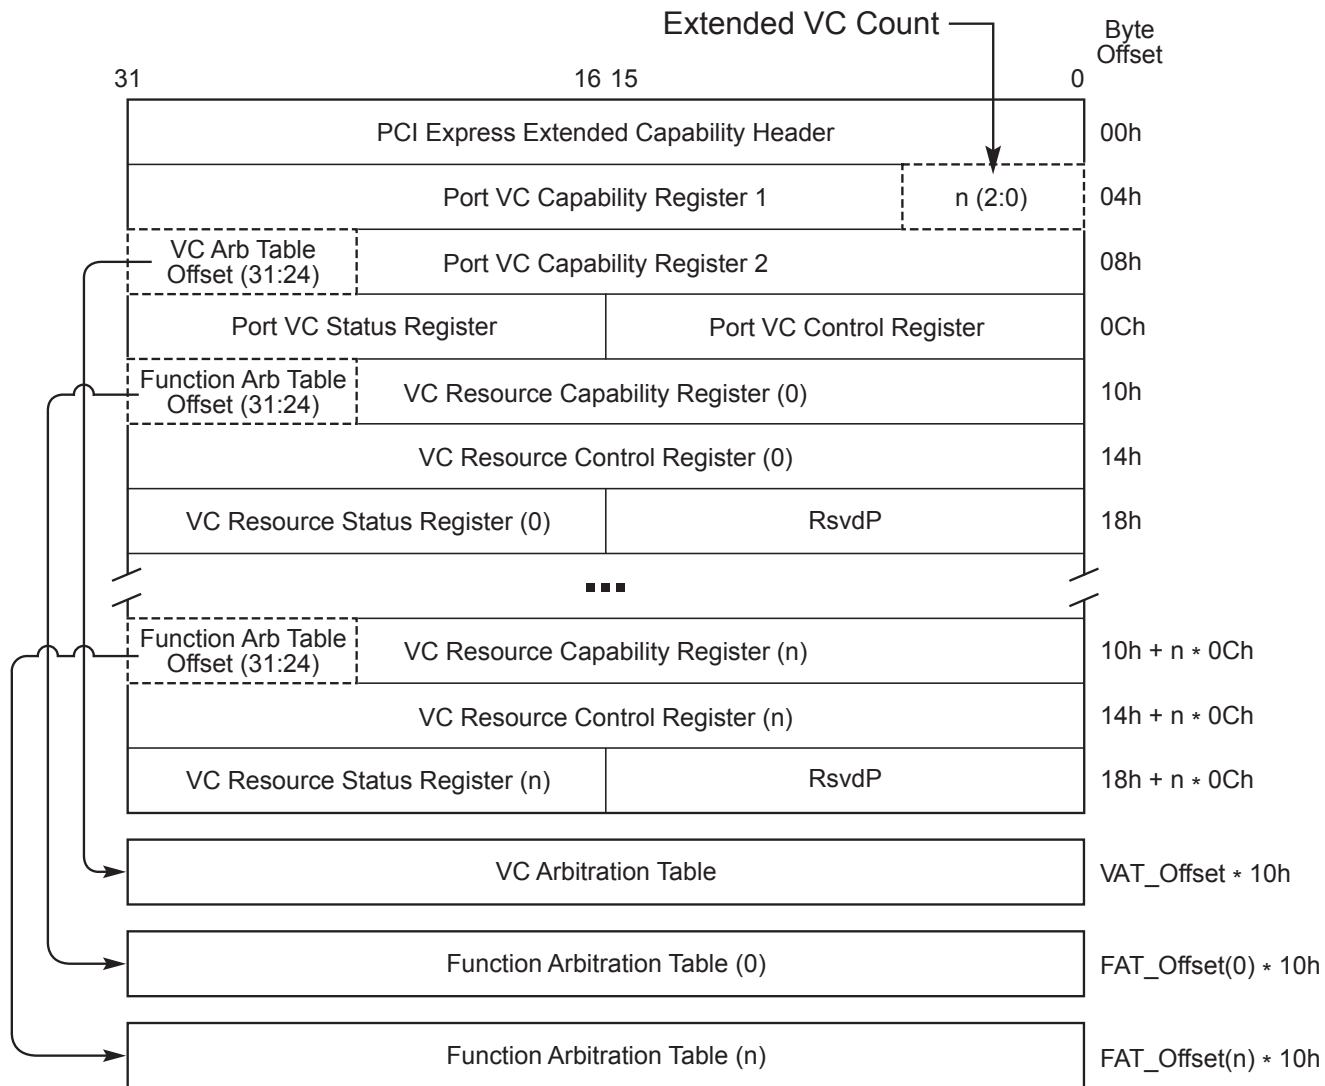 Extended VC Count
Byte
Offset
31 16 15 0
PCI Express Extended Capability Header 00h
Port VC Capability Register 1 n (2:0) 04h
VC Arb Table
Offset (31:24)
Port VC Capability Register 2 08h
Port VC Status Register Port VC Control Register 0Ch
Function Arb Table
Offset (31:24)
VC Resource Capability Register (0) 10h
VC Resource Control Register (0) 14h
VC Resource Status Register (0) RsvdP 18h
Function Arb Table
Offset (31:24)
VC Resource Capability Register (n) 10h + n * 0Ch
VC Resource Control Register (n) 14h + n * 0Ch
VC Resource Status Register (n) RsvdP 18h + n * 0Ch
VC Arbitration Table VAT_Offset * 10h
Function Arbitration Table (0) FAT_Offset(0) * 10h
Function Arbitration Table (n) FAT_Offset(n) * 10h